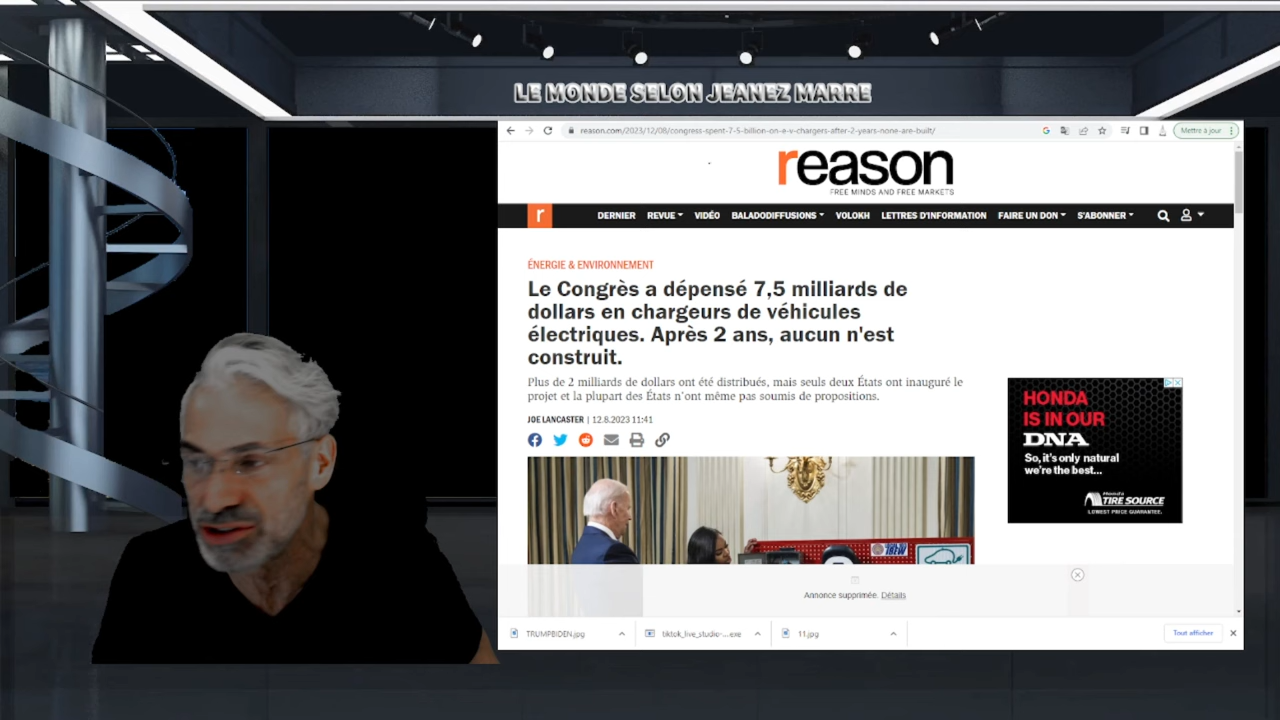 LE MONDE SELON JEANEZ MARRE
reason.com/2023/12/08/congress-spent-7-5-billion-on-e-v-chargers-after-2-years-none-are-built/
Mettre à jour
reason
FREE MINDS AND FREE MARKETS
r
DERNIER REVUE VIDÉO BALADODIFFUSIONS VOLOKH LETTRES D'INFORMATION FAIRE UN DON S'ABONNER
ÉNERGIE & ENVIRONNEMENT
Le Congrès a dépensé 7,5 milliards de
dollars en chargeurs de véhicules
électriques. Après 2 ans, aucun n'est
construit.
Plus de 2 milliards de dollars ont été distribués, mais seuls deux États ont inauguré le
projet et la plupart des États n'ont même pas soumis de propositions.
JOE LANCASTER | 12.8.2023 11:41
HONDA
IS IN OUR
DNA
So, it's only natural
we're the best...
TIRE SOURCE
LOWEST PRICE GUARANTEE.
IBEW
Annonce supprimée. Détails
TRUMPBIDEN.jpg
tiktok_live_studio-....exe
11.jpg
Tout afficher